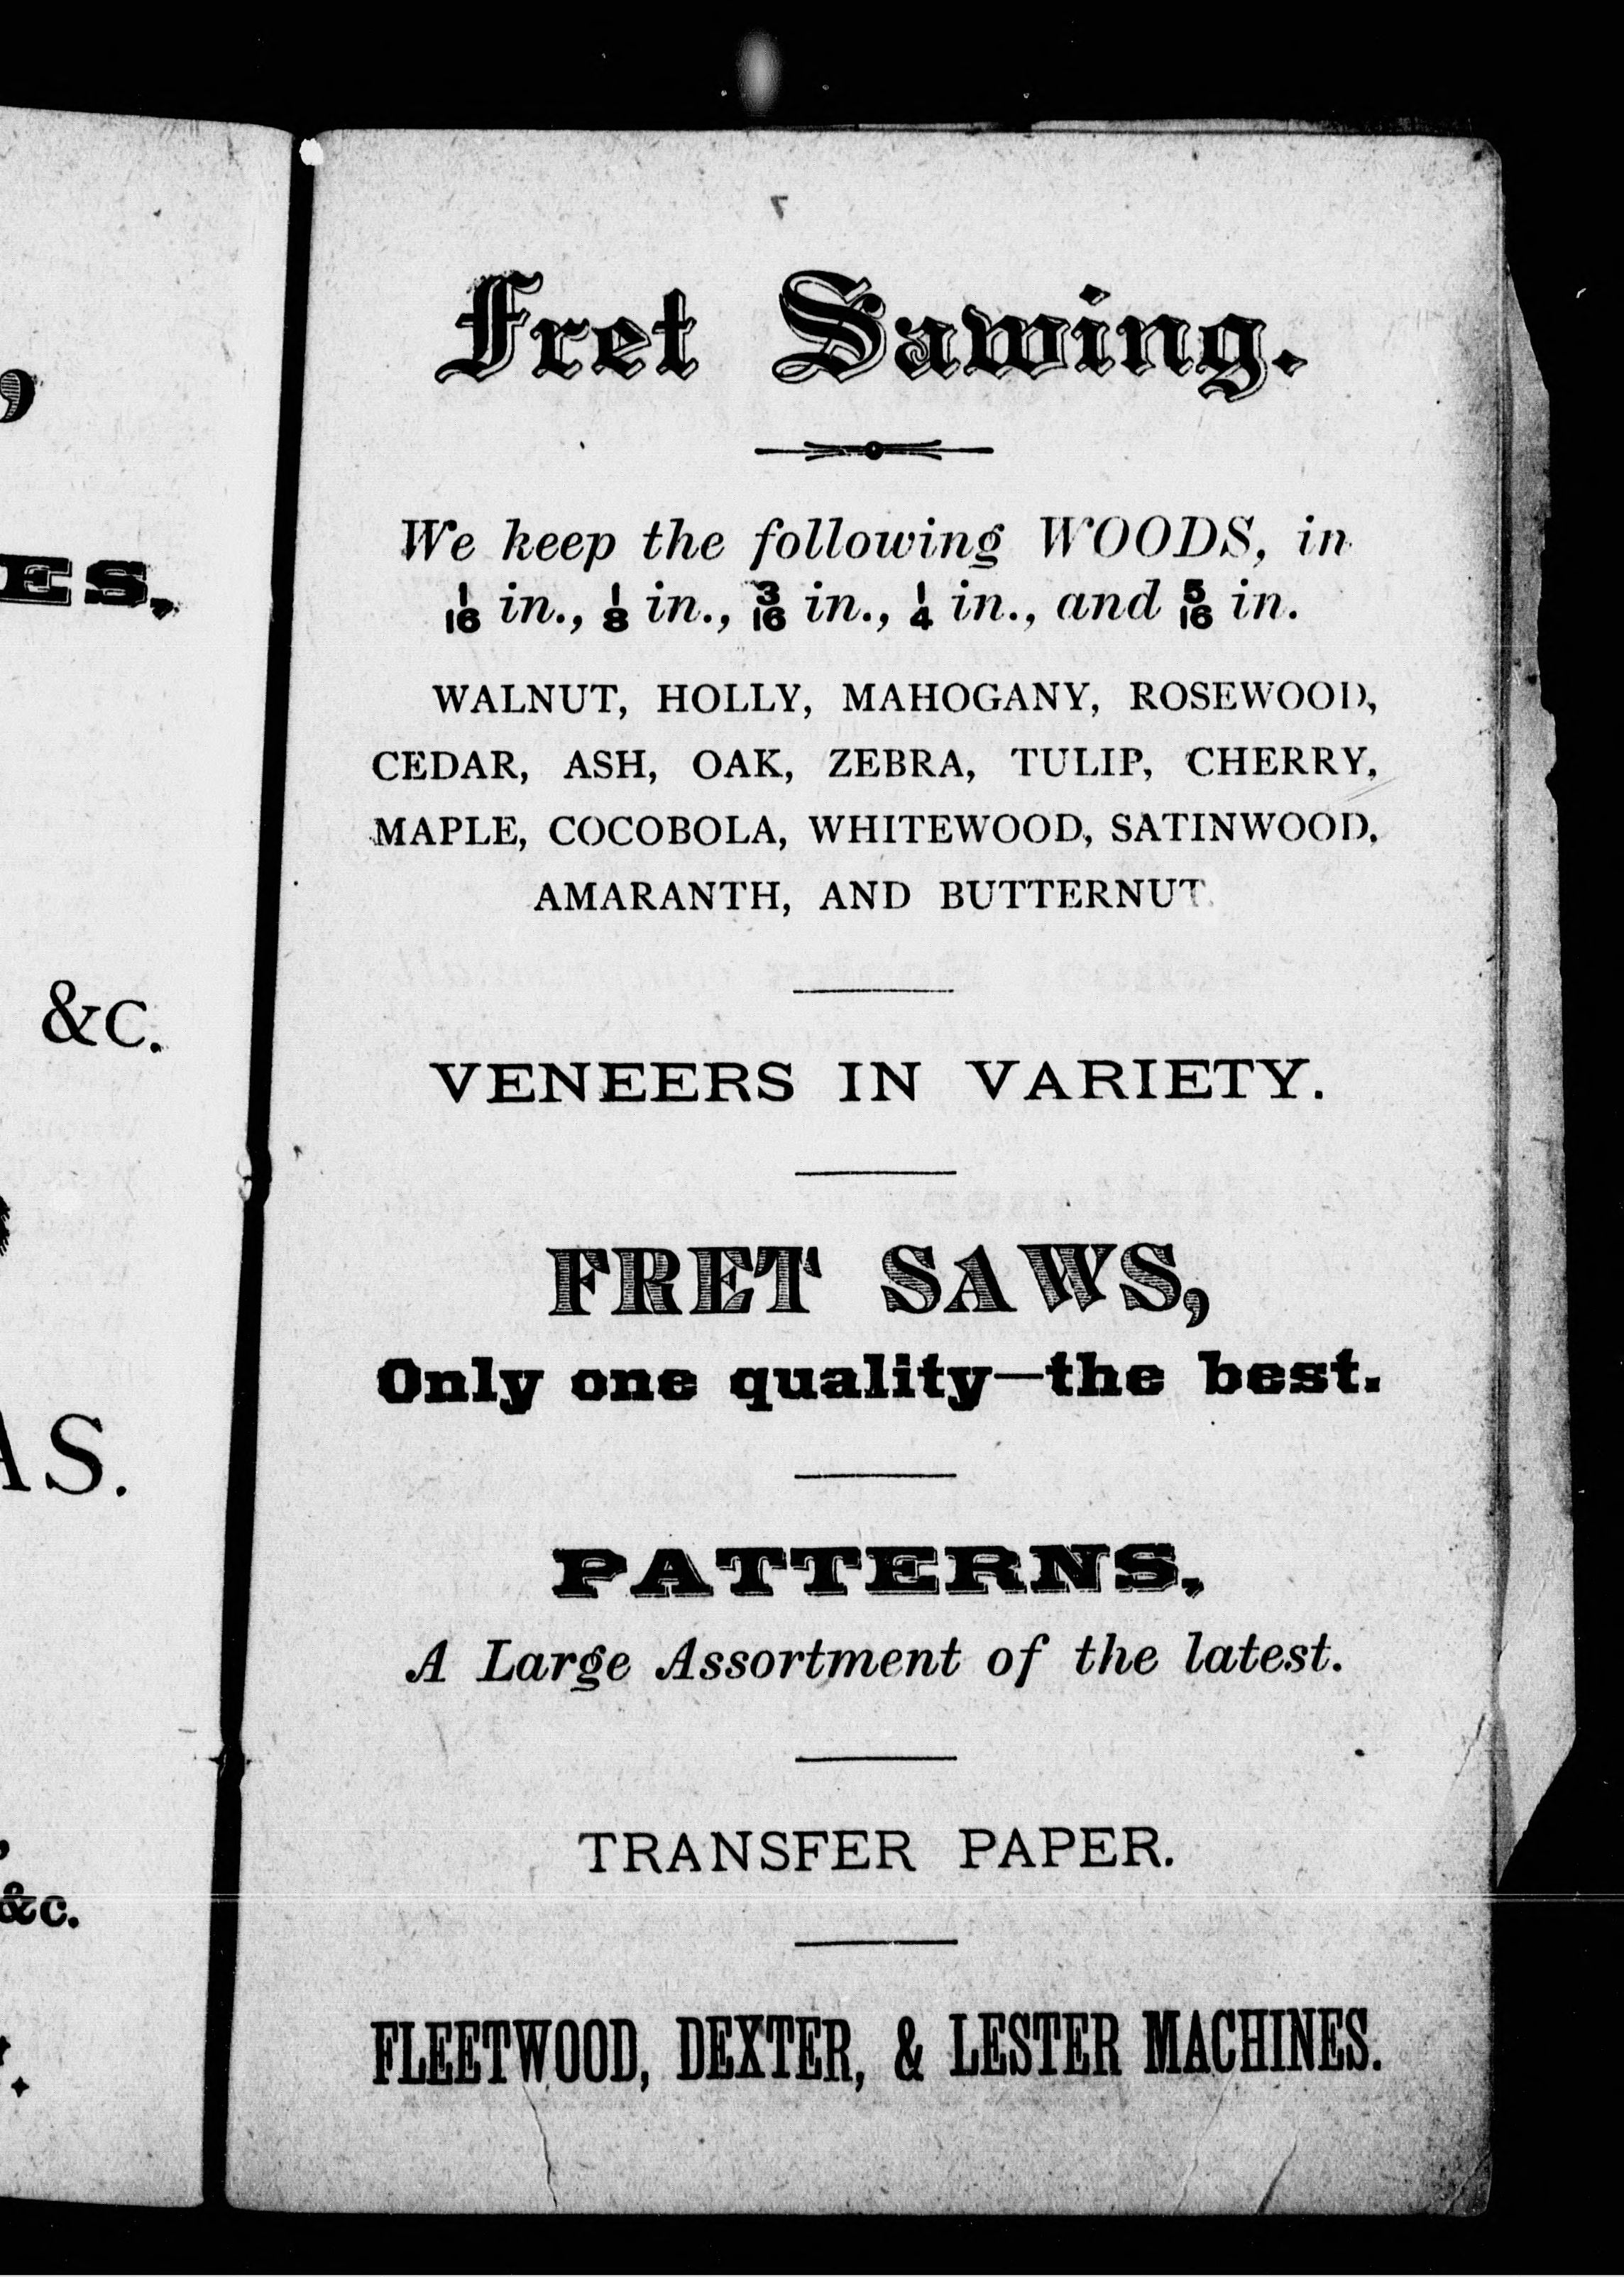 ,
ES,
&C.
AS.
,
&c.
Fret Sawing.
We keep the following WOODS, in
1/16 in., 1/8 in., 3/16 in., 1/4 in., and 5/16 in.
WALNUT, HOLLY, MAHOGANY, ROSEWOOD,
CEDAR, ASH, OAK, ZEBRA, TULIP, CHERRY,
MAPLE, COCOBOLA, WHITEWOOD, SATINWOOD,
AMARANTH, AND BUTTERNUT.
VENEERS IN VARIETY.
FRET SAWS,
Only one quality—the best.
PATTERNS,
A Large Assortment of the latest.
TRANSFER PAPER.
FLEETWOOD, DEXTER, & LESTER MACHINES.